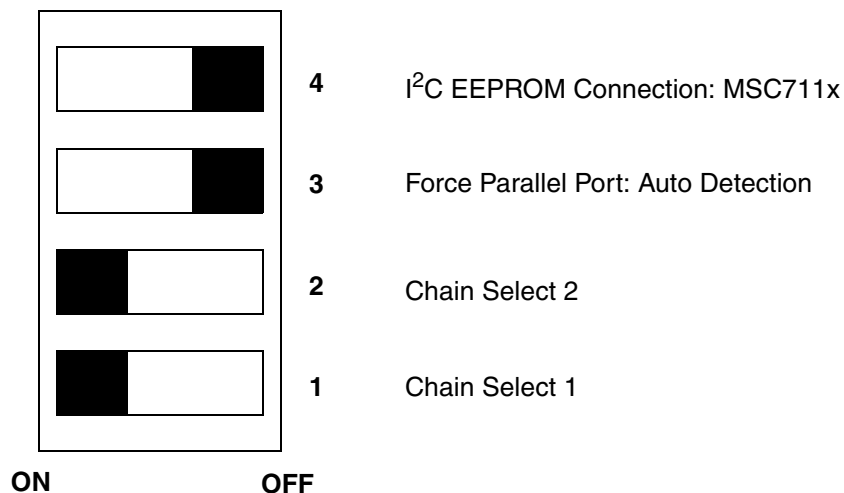 4 I²C EEPROM Connection: MSC711x
3 Force Parallel Port: Auto Detection
2 Chain Select 2
1 Chain Select 1
ON OFF